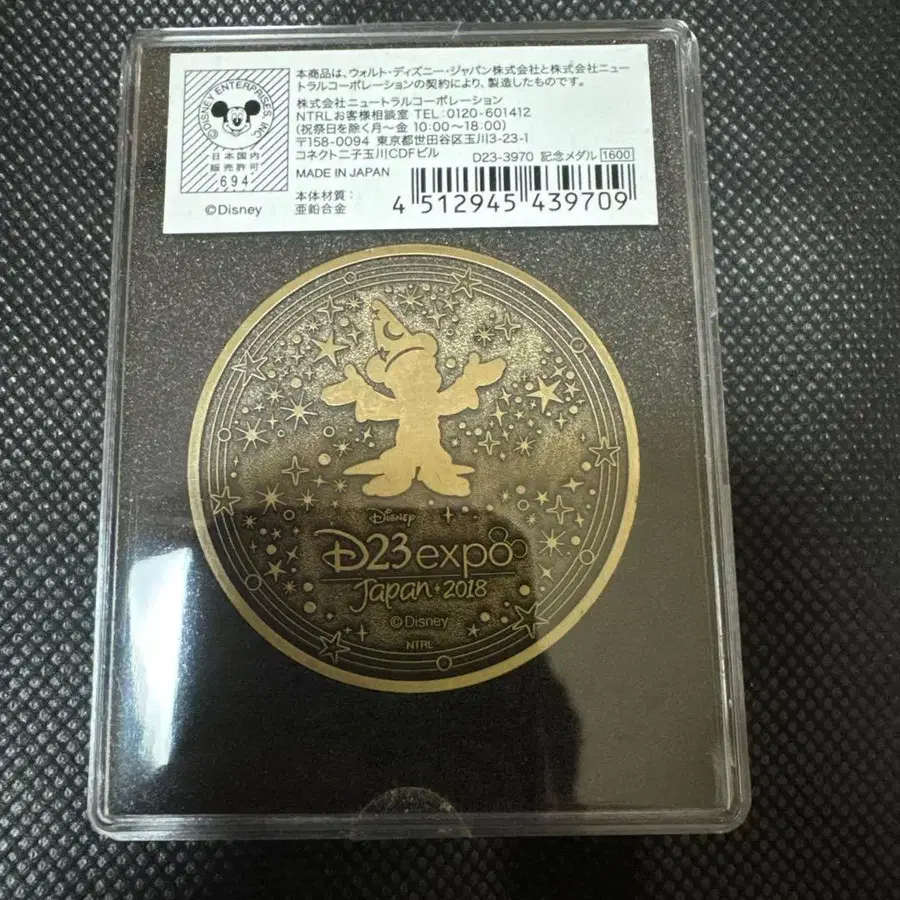 ©DISNEY ENTERPRISES, INC.
日本国内
販売許可
694
©Disney
本商品は、ウォルト・ディズニー・ジャパン株式会社と株式会社ニュー
トラルコーポレーションの契約により、製造したものです。
株式会社ニュートラルコーポレーション
NTRLお客様相談室 TEL:0120-601412
(祝祭日を除く月〜金 10:00〜18:00)
〒158-0094 東京都世田谷区玉川3-23-1
コネクト二子玉川CDFビル
D23-3970 記念メダル 1600
MADE IN JAPAN
本体材質:
亜鉛合金
4 512945 439709
Disney
D23 expo
Japan 2018
©Disney
NTRL